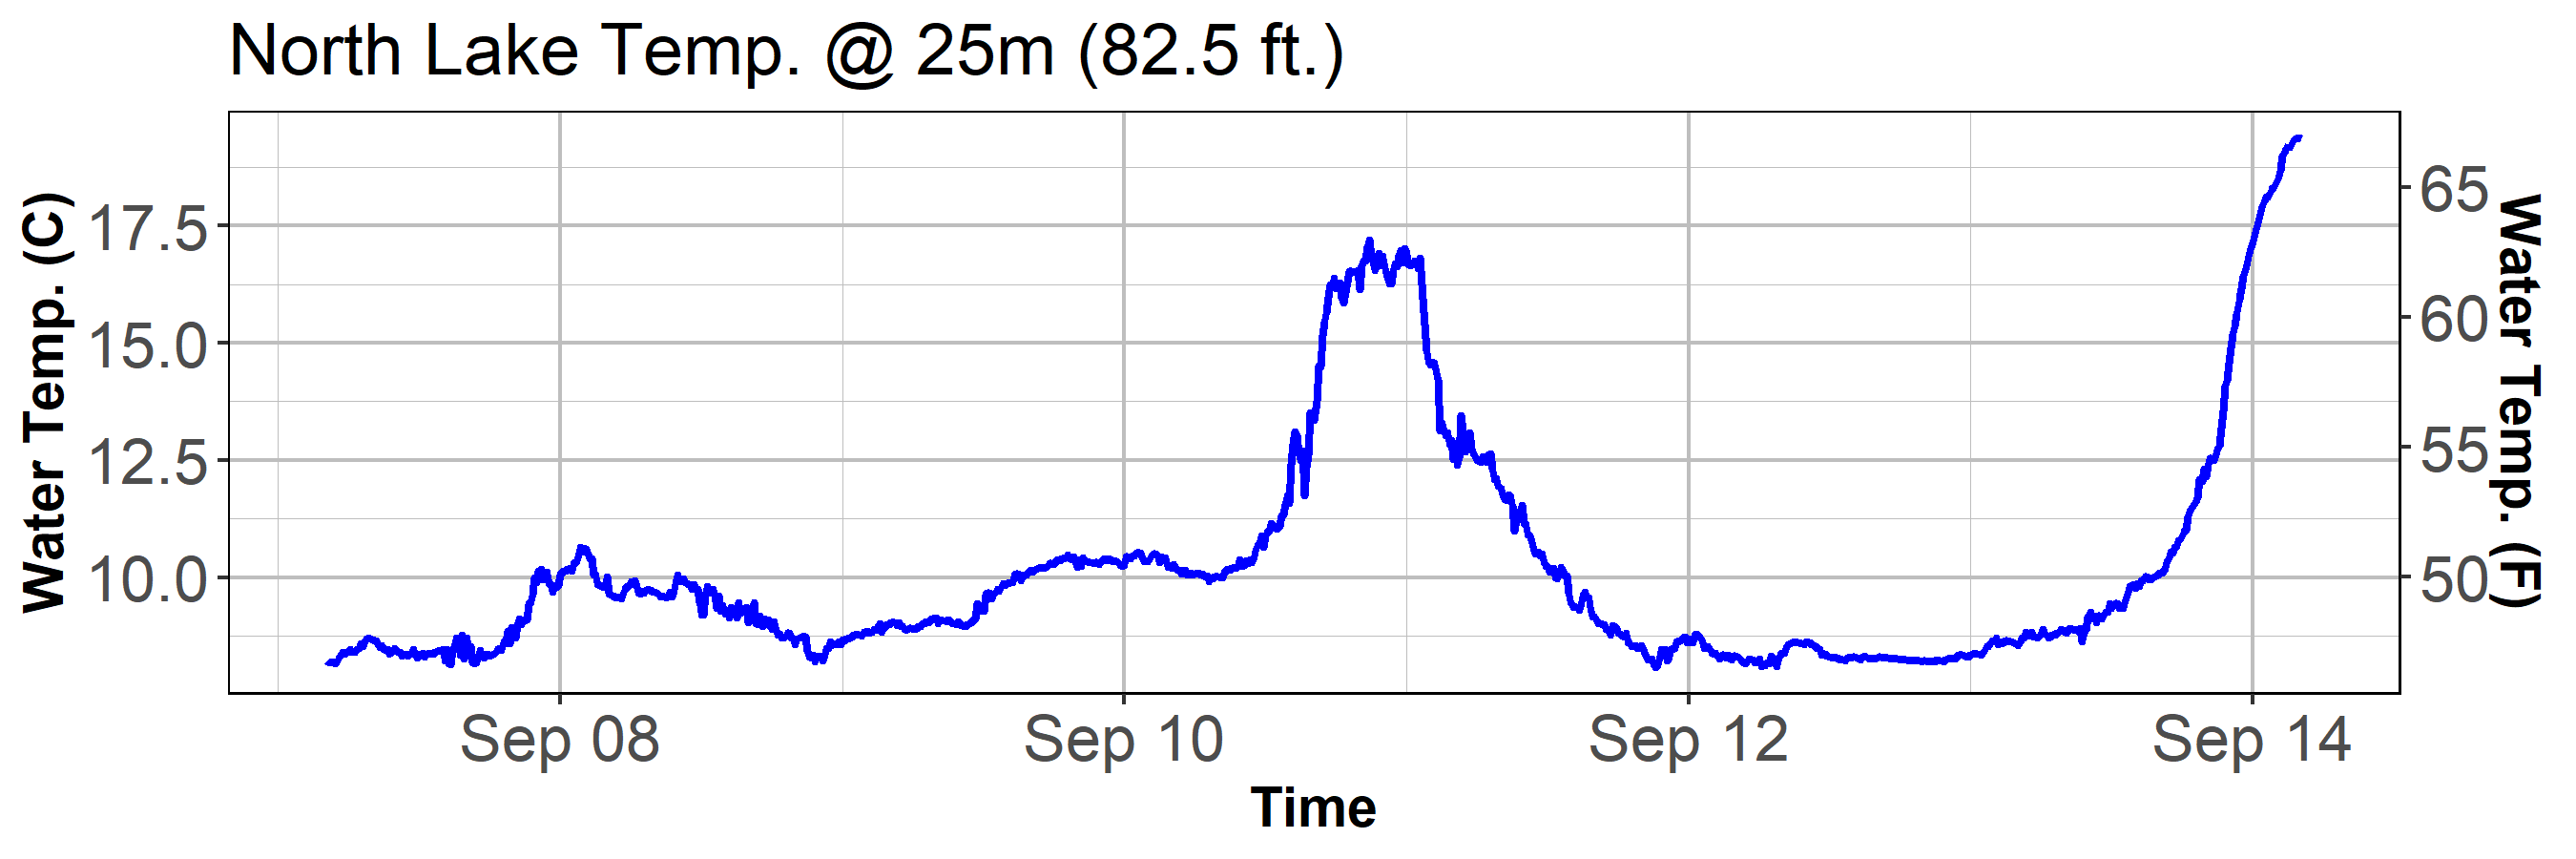 North Lake Temp. @ 25m (82.5 ft.)
Water Temp. (C)
17.5
15.0
12.5
10.0
65
60
55
50
Water Temp. (F)
Sep 08 Sep 10 Sep 12 Sep 14
Time